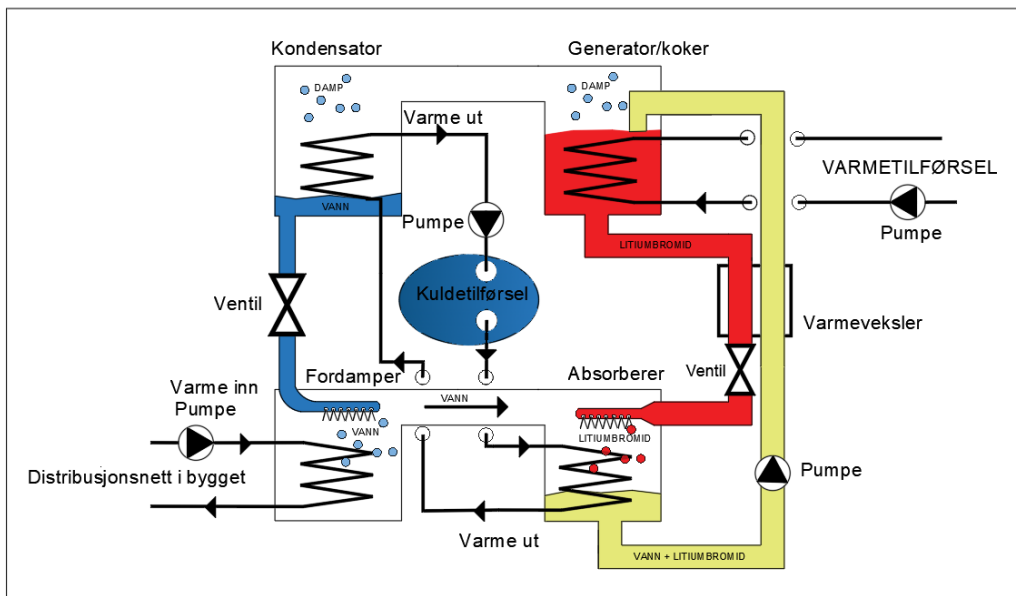 Kondensator
Generator/koker
DAMP
DAMP
Varme ut
VARMETILFØRSEL
VANN
Pumpe
Pumpe
LITIUMBROMID
Kuldetilførsel
Ventil
Varmeveksler
Fordamper
Absorberer
Ventil
Varme inn
Pumpe
VANN
VANN
LITIUMBROMID
Distribusjonsnett i bygget
Pumpe
Varme ut
VANN + LITIUMBROMID